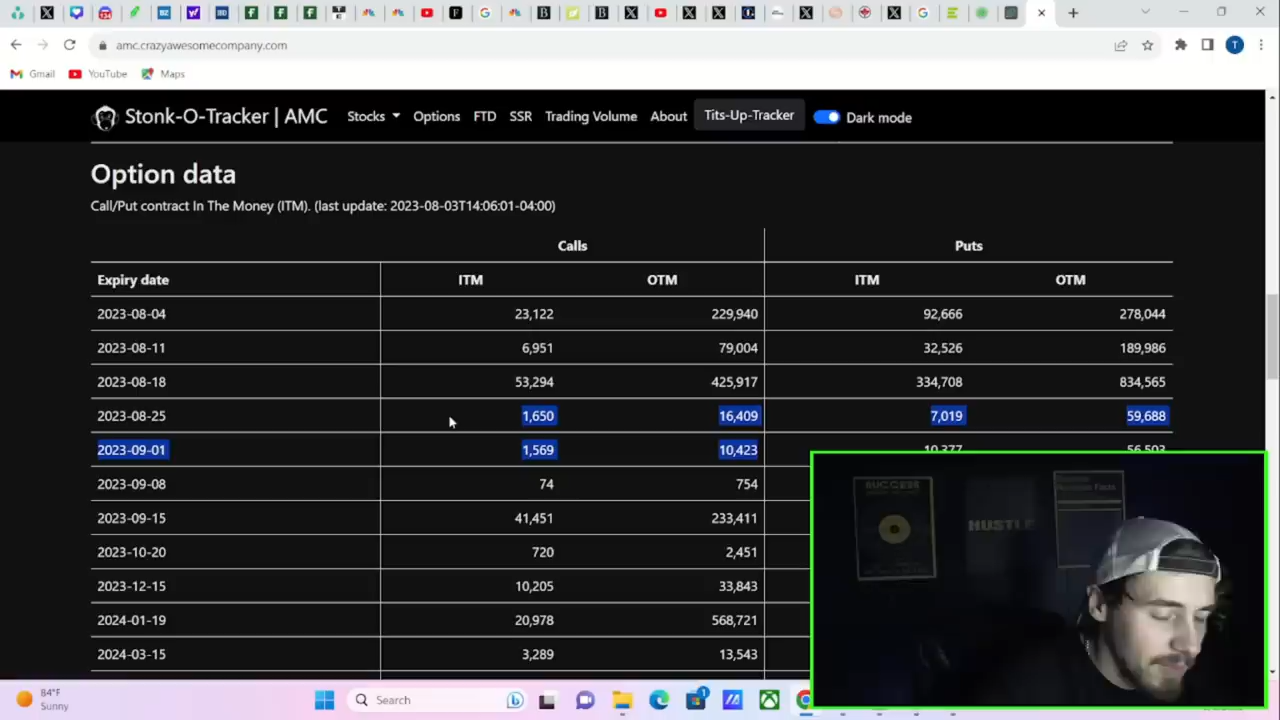 amc.crazyawesomecompany.com
Gmail YouTube Maps
Stonk-O-Tracker | AMC Stocks Options FTD SSR Trading Volume About Tits-Up-Tracker Dark mode
Option data
Call/Put contract In The Money (ITM). (last update: 2023-08-03T14:06:01-04:00)
Calls Puts
Expiry date ITM OTM ITM OTM
2023-08-04 23,122 229,940 92,666 278,044
2023-08-11 6,951 79,004 32,526 189,986
2023-08-18 53,294 425,917 334,708 834,565
2023-08-25 1,650 16,409 7,019 59,688
2023-09-01 1,569 10,423 10,377 56,503
2023-09-08 74 754
2023-09-15 41,451 233,411
2023-10-20 720 2,451
2023-12-15 10,205 33,843
2024-01-19 20,978 568,721
2024-03-15 3,289 13,543
SUCCESS
HUSTLE
84°F
Sunny
Search